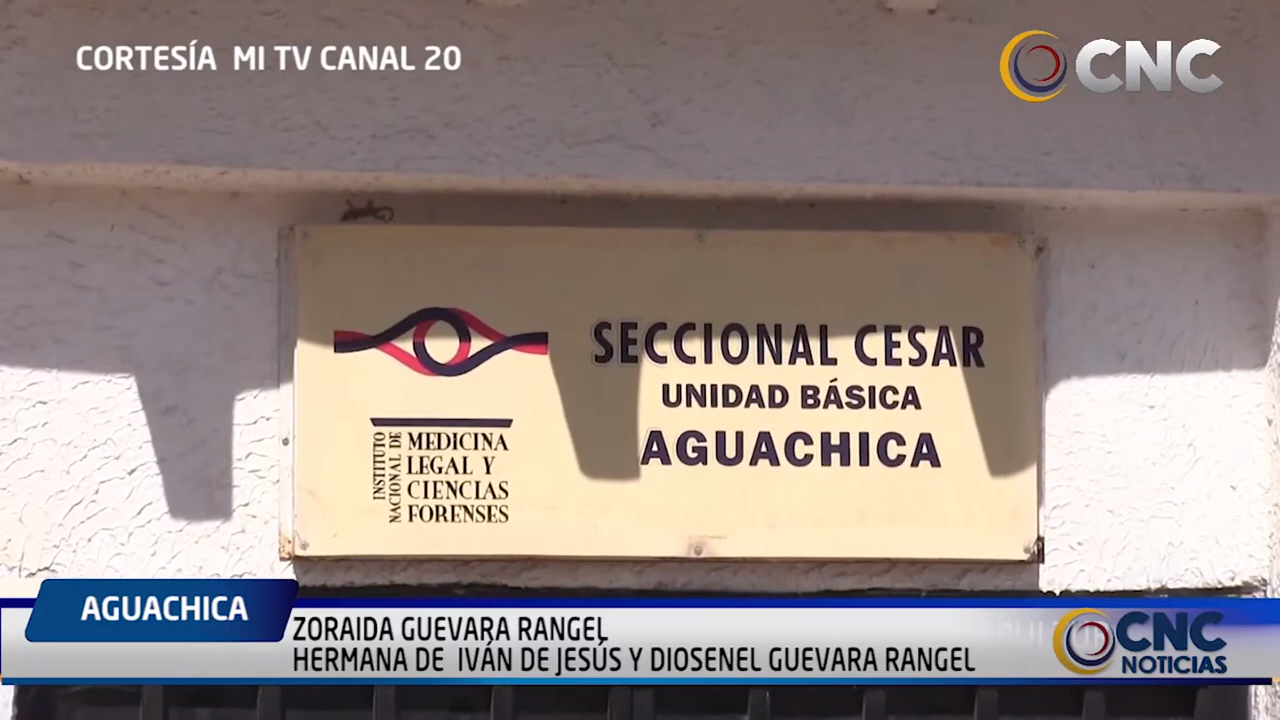 CORTESÍA MI TV CANAL 20
CNC
SECCIONAL CESAR
UNIDAD BÁSICA
AGUACHICA
INSTITUTO
NACIONAL DE
MEDICINA
LEGAL Y
CIENCIAS
FORENSES
AGUACHICA
ZORAIDA GUEVARA RANGEL
HERMANA DE IVÁN DE JESÚS Y DIOSENEL GUEVARA RANGEL
CNC
NOTICIAS